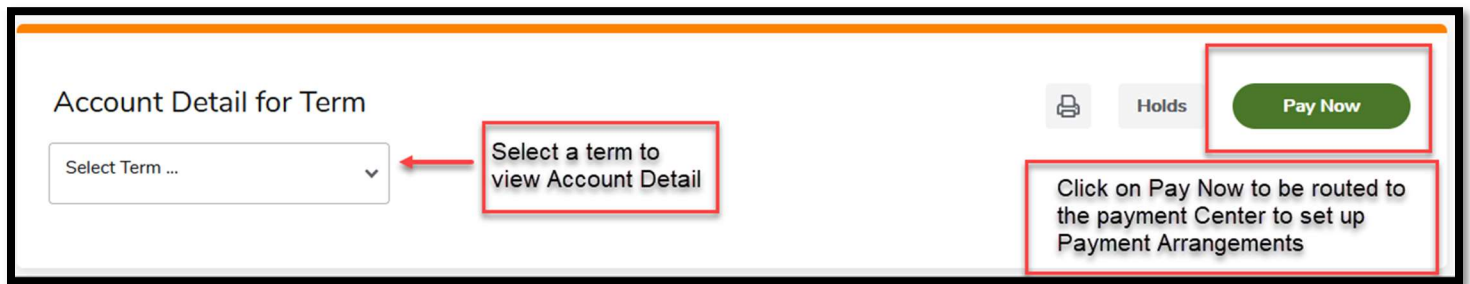 Account Detail for Term
Holds
Pay Now
Select Term ...
Select a term to
view Account Detail
Click on Pay Now to be routed to
the payment Center to set up
Payment Arrangements